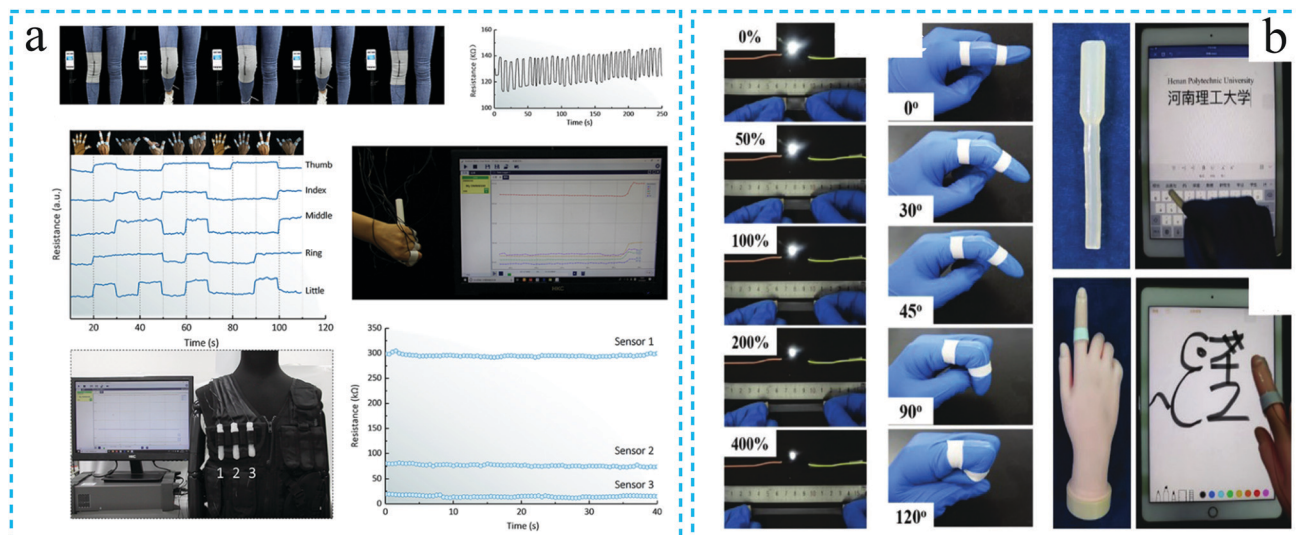 a
b
Resistance (KΩ)
160
140
120
100
0 50 100 150 200 250
Time (s)
Resistance (a.u.)
Thumb
Index
Middle
Ring
Little
20 40 60 80 100 120
Time (s)
1 2 3
Resistance (kΩ)
350
300
250
200
150
100
50
0
Sensor 1
Sensor 2
Sensor 3
0 10 20 30 40
Time (s)
0%
50%
100%
200%
400%
0°
30°
45°
90°
120°
Henan Polytechnic University
河南理工大学